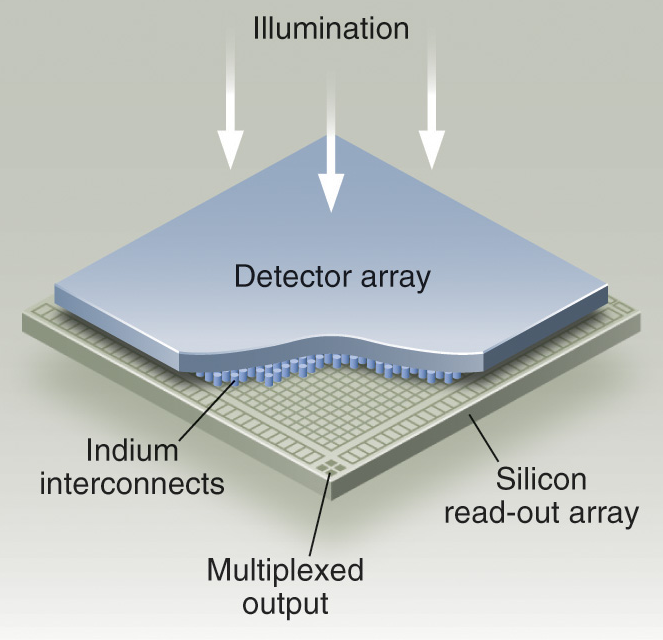 Illumination
Detector array
Indium
interconnects
Silicon
read-out array
Multiplexed
output